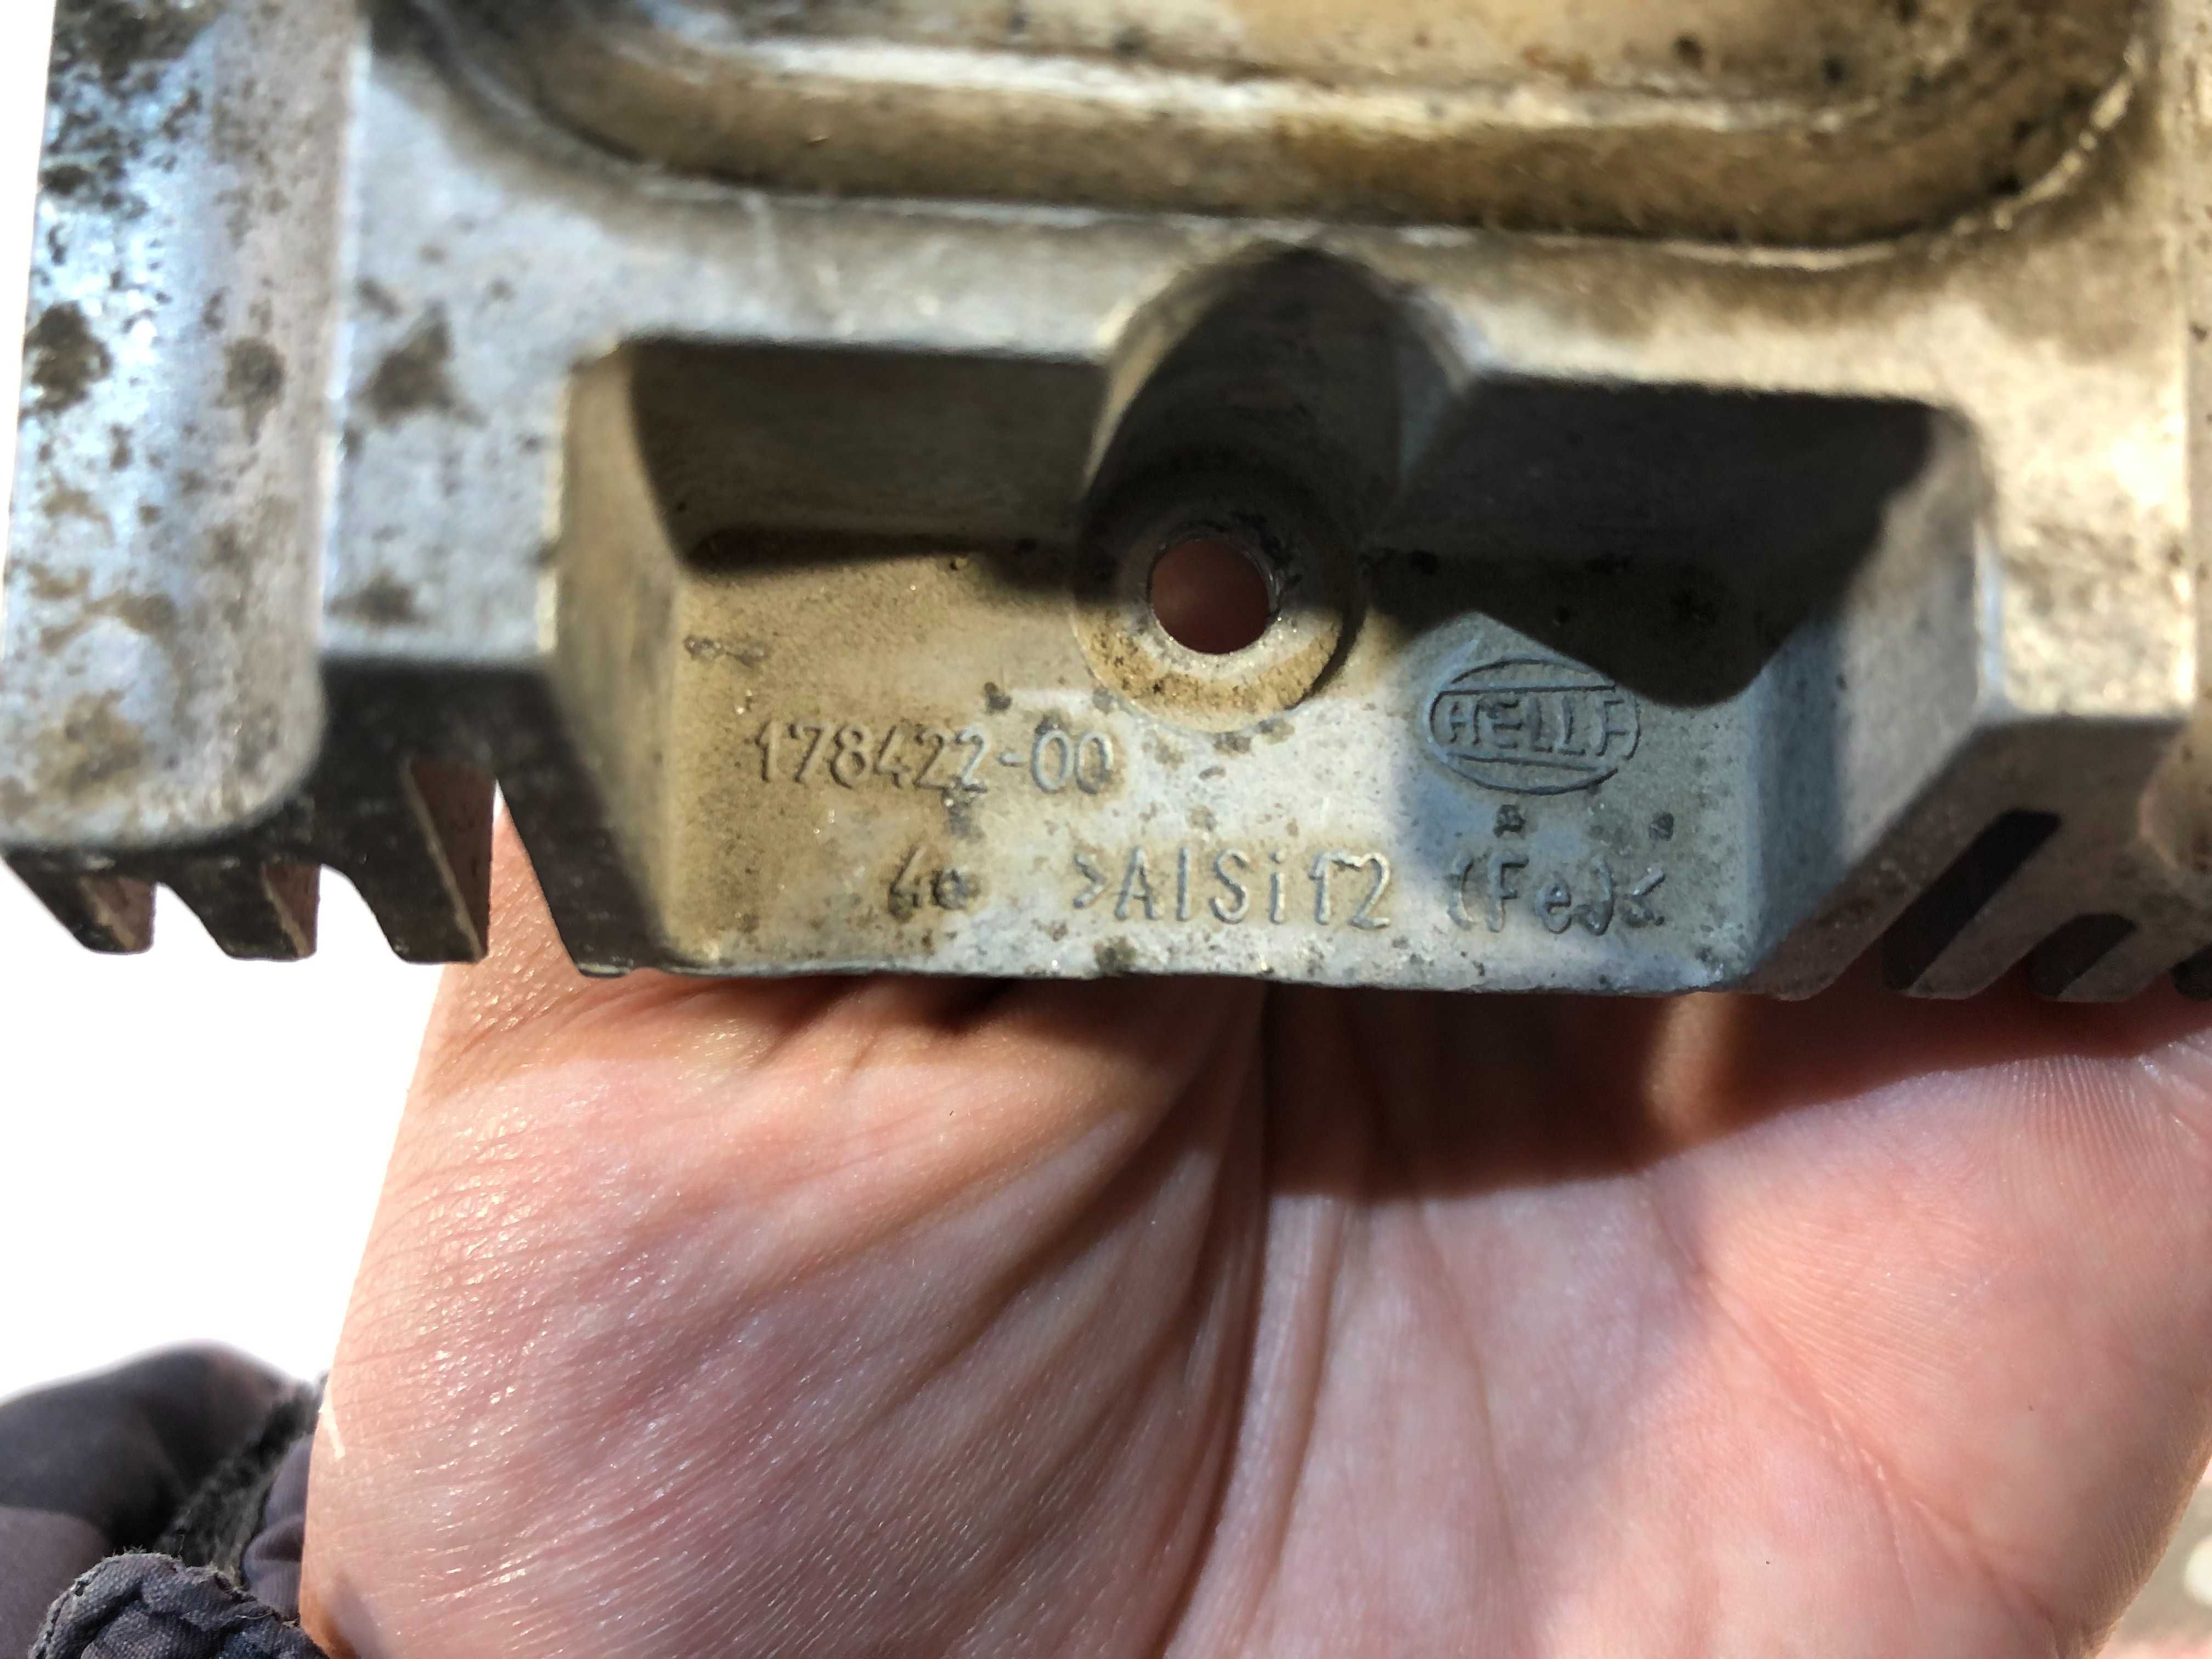 178422-00
HELLA
>AlSi12 (Fe)<